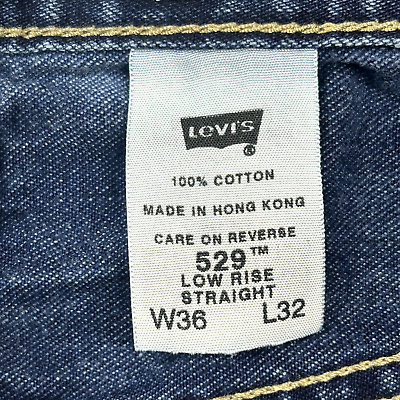 Levi's
®
100% COTTON
MADE IN HONG KONG
CARE ON REVERSE
529™
LOW RISE
STRAIGHT
W36 L32